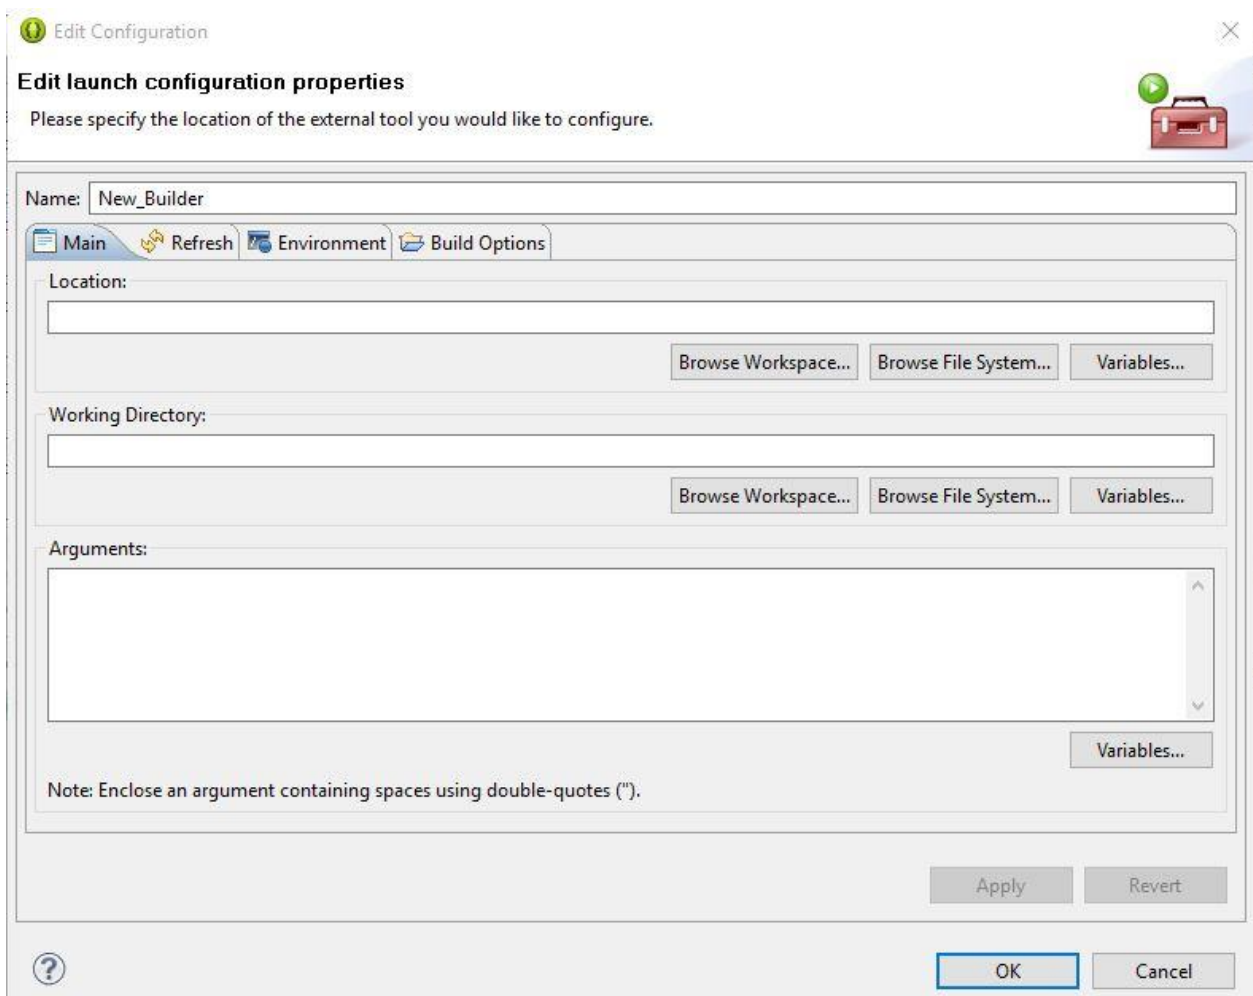 Edit Configuration
Edit launch configuration properties
Please specify the location of the external tool you would like to configure.
Name: New_Builder
Main Refresh Environment Build Options
Location:
Browse Workspace... Browse File System... Variables...
Working Directory:
Browse Workspace... Browse File System... Variables...
Arguments:
Variables...
Note: Enclose an argument containing spaces using double-quotes (").
Apply Revert
OK Cancel